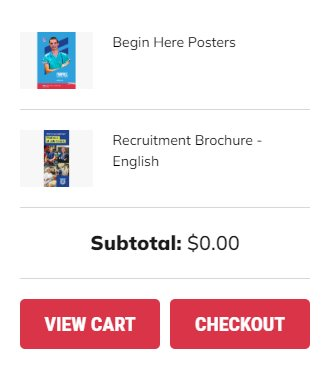 Begin Here Posters
Recruitment Brochure -
English
Subtotal: $0.00
VIEW CART
CHECKOUT